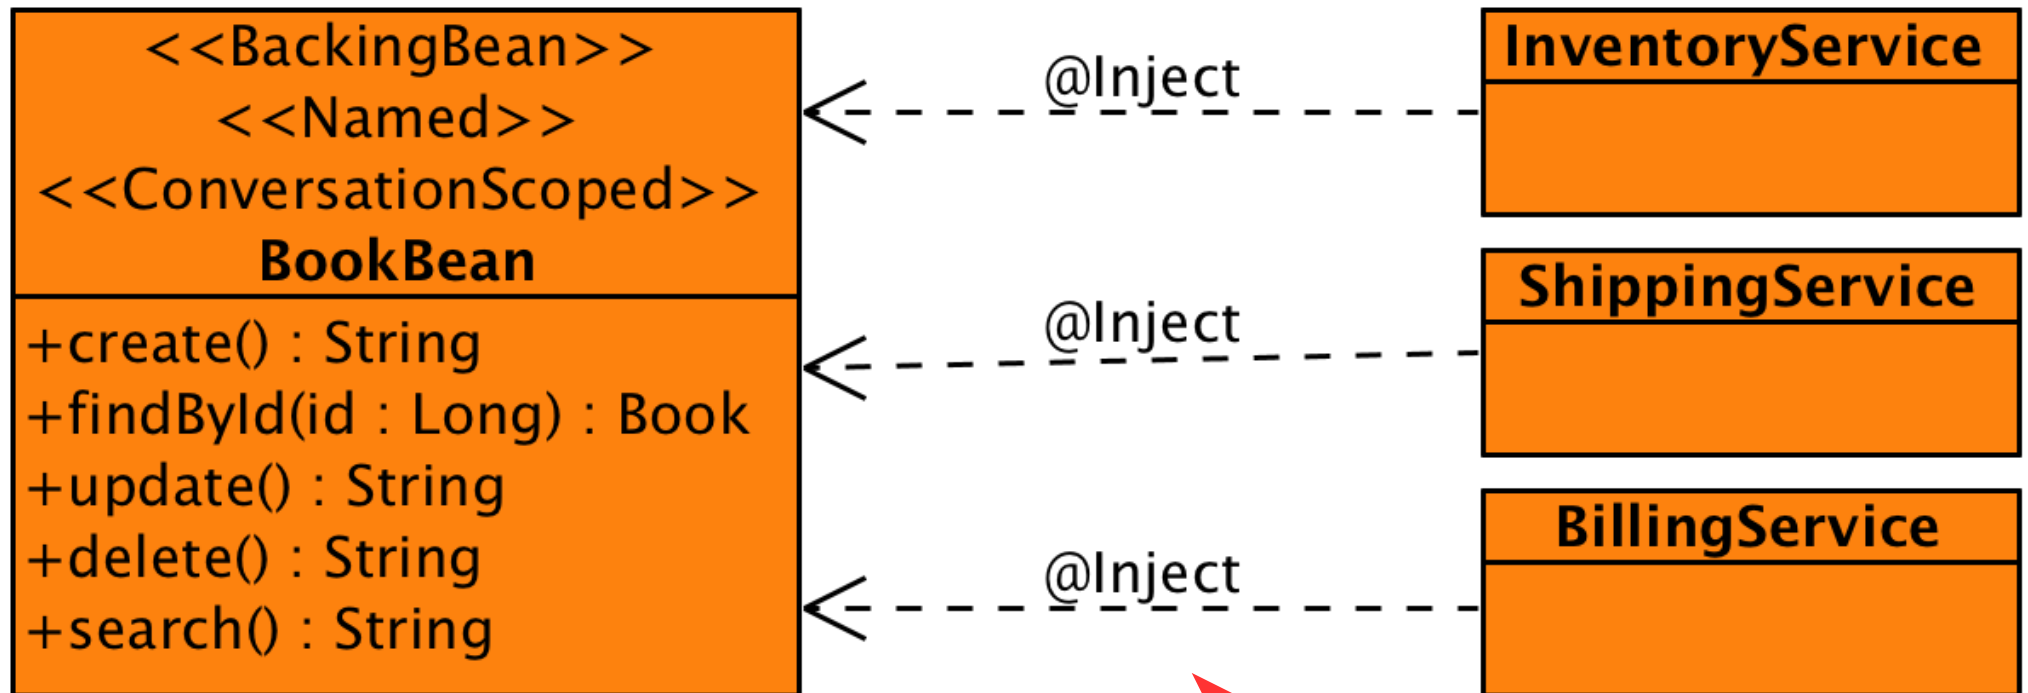 <<BackingBean>>
<<Named>>
<<ConversationScoped>>
BookBean
+create() : String
+findById(id : Long) : Book
+update() : String
+delete() : String
+search() : String
@Inject
@Inject
@Inject
InventoryService
ShippingService
BillingService